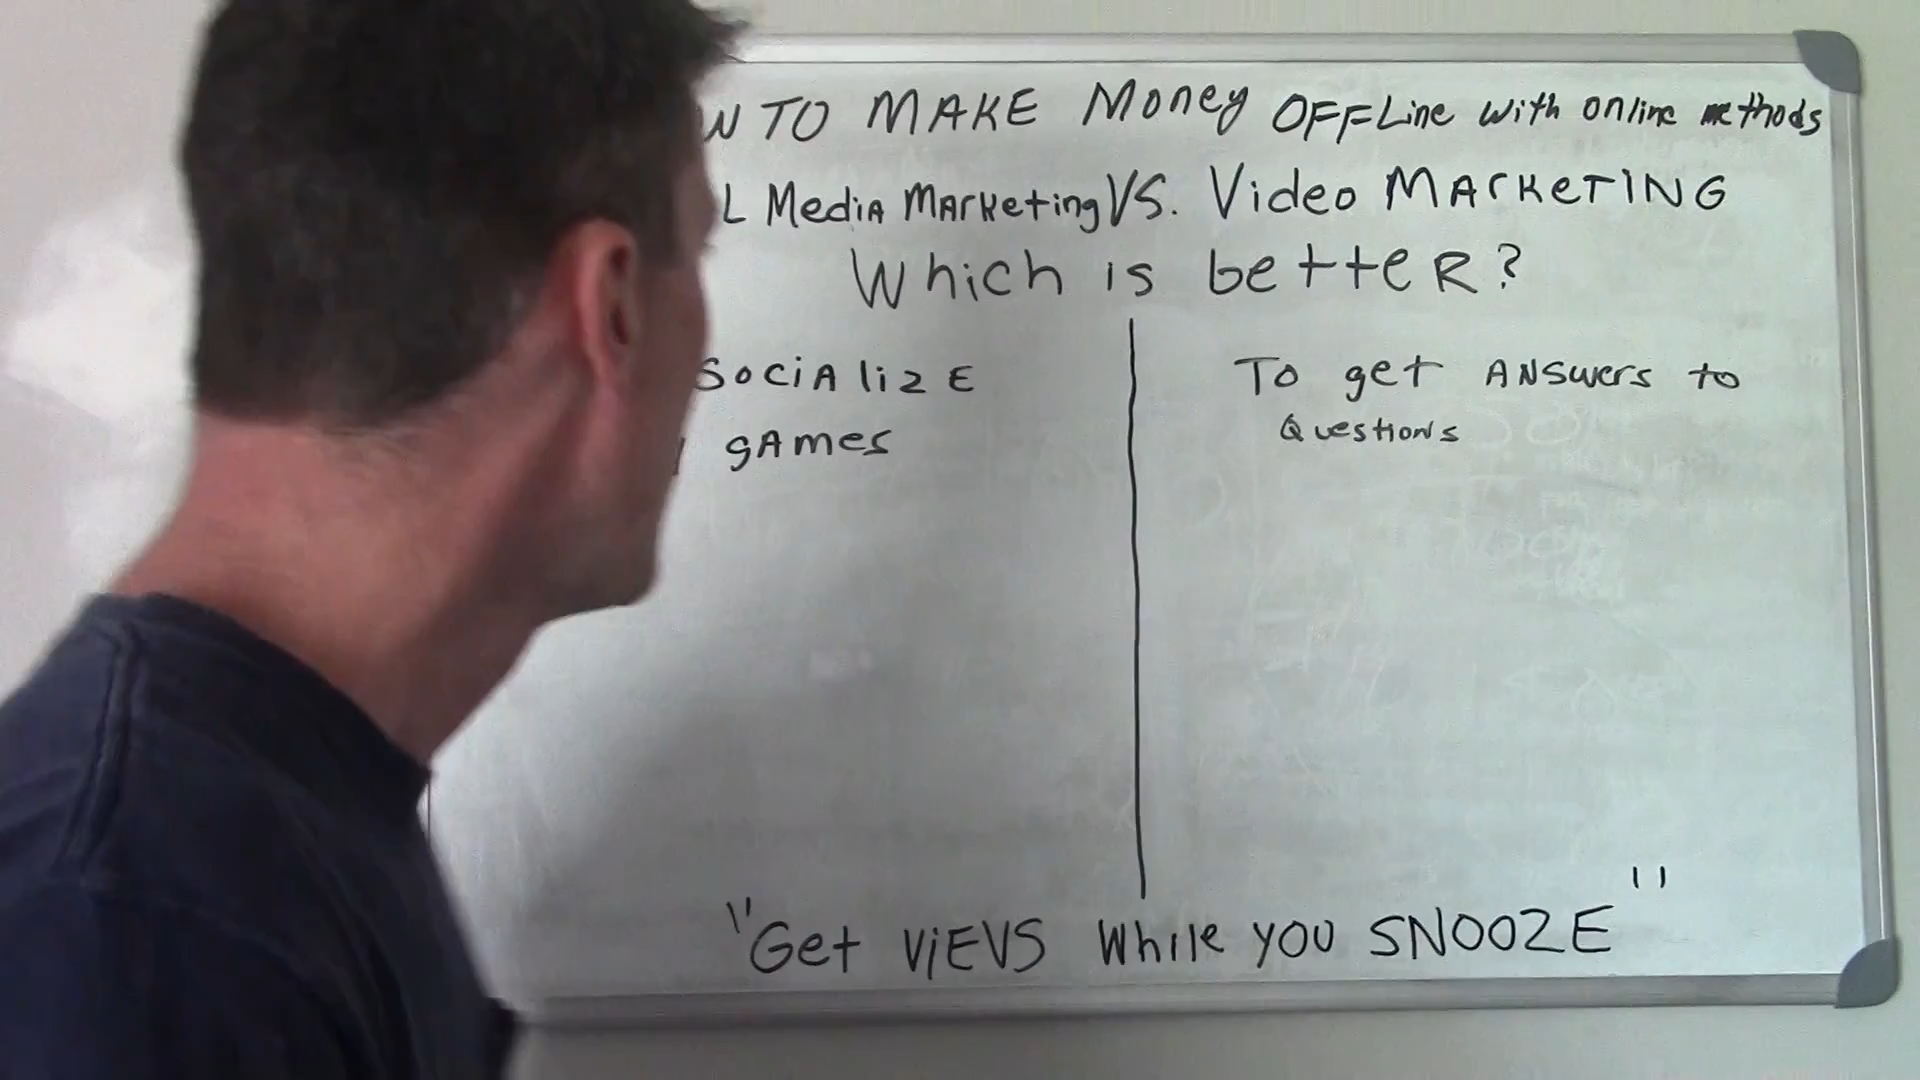 TO MAKE Money OFFLine with online methods
L MediA MArketing VS. Video MArKeTING
Which is betteR?
SociAlizE
gAmes
To get ANSwers to
Questions
"Get ViEVS While you SNOOZE"